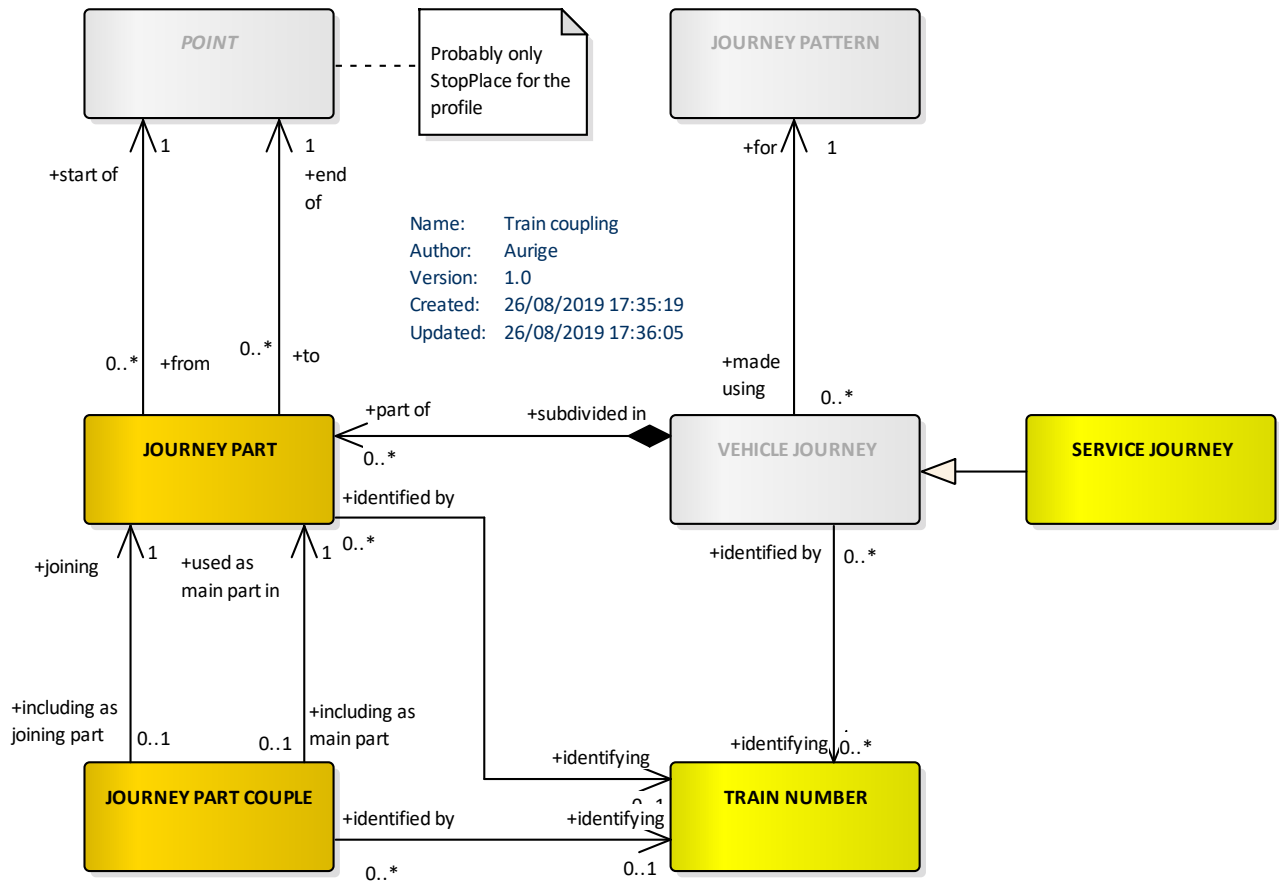 POINT
Probably only
StopPlace for the
profile
JOURNEY PATTERN
1
+start of
1
+end
of
+for
1
Name: Train coupling
Author: Aurige
Version: 1.0
Created: 26/08/2019 17:35:19
Updated: 26/08/2019 17:36:05
0..*
+from
0..*
+to
+made
using
0..*
+part of
+subdivided in
0..*
JOURNEY PART
VEHICLE JOURNEY
SERVICE JOURNEY
+identified by
0..*
+joining
1
+used as
main part in
1
+identified by
0..*
+including as
joining part
0..1
0..1
+including as
main part
+identifying
0..*
+identifying
0..1
JOURNEY PART COUPLE
TRAIN NUMBER
+identified by
0..*
+identifying
0..1